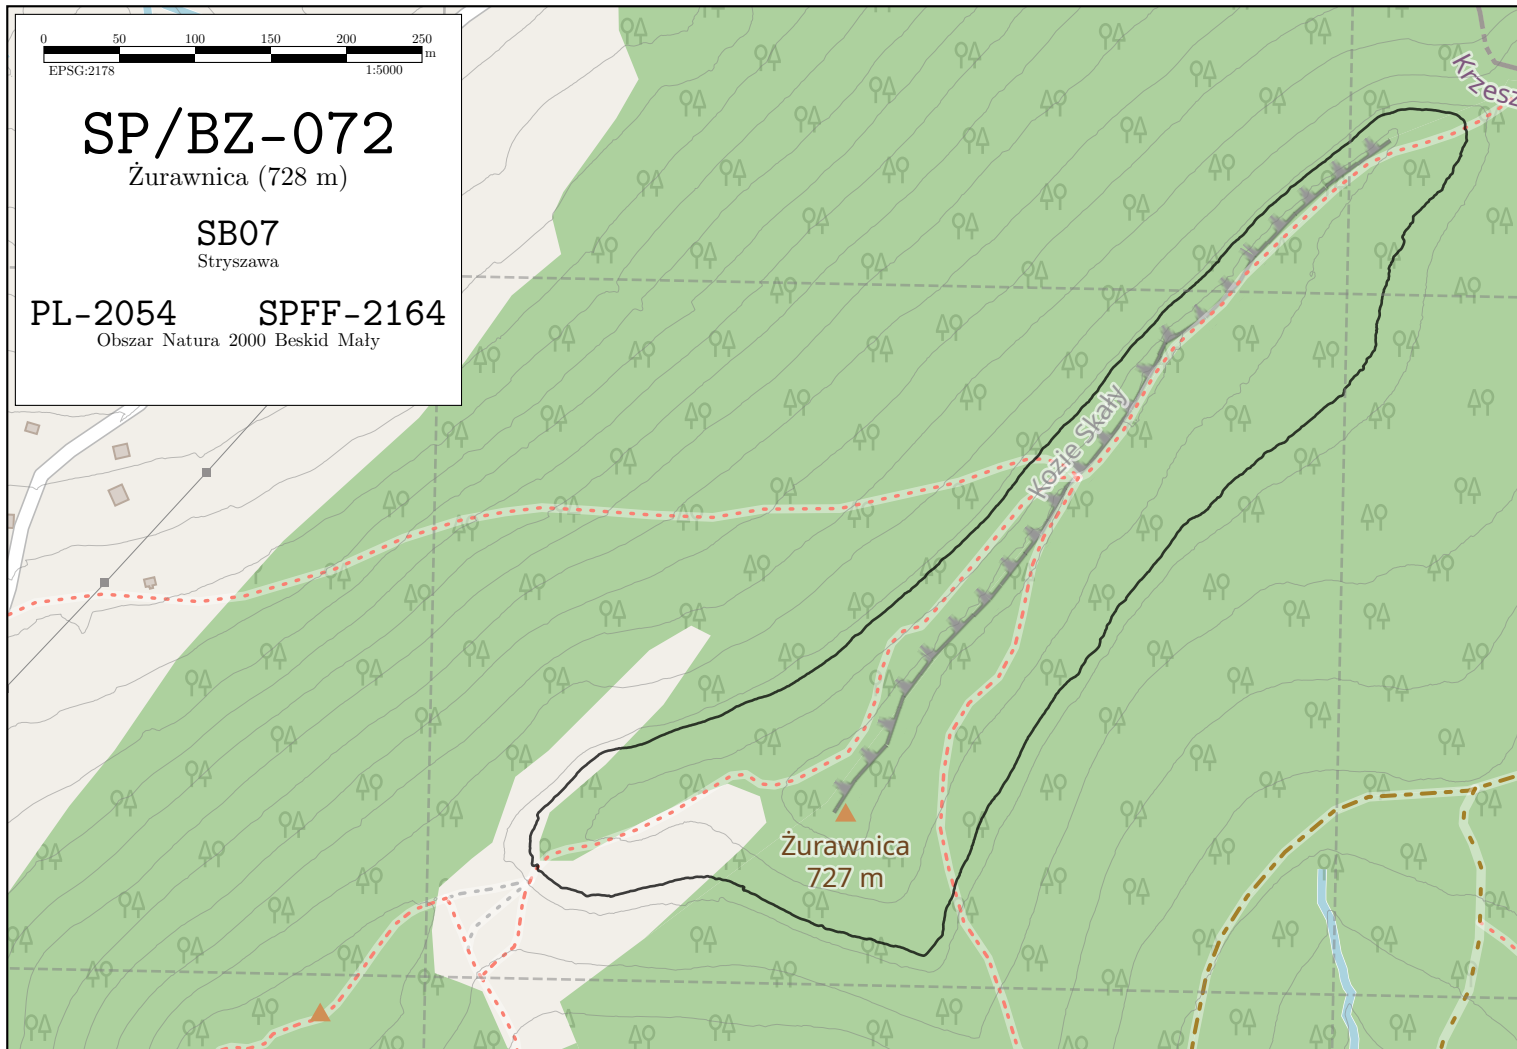 0 50 100 150 200 250
m
EPSG:2178 1:5000
SP/BZ-072
Żurawnica (728 m)
SB07
Stryszawa
PL-2054 SPFF-2164
Obszar Natura 2000 Beskid Mały
Krzesz
Kozie Skały
Żurawnica
727 m